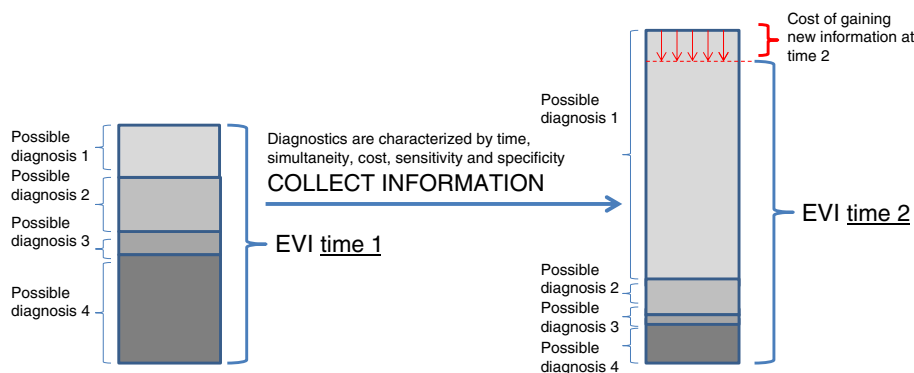 Possible
diagnosis 1
Possible
diagnosis 2
Possible
diagnosis 3
Possible
diagnosis 4
EVI time 1
Diagnostics are characterized by time,
simultaneity, cost, sensitivity and specificity
COLLECT INFORMATION
Cost of gaining
new information at
time 2
Possible
diagnosis 1
Possible
diagnosis 2
Possible
diagnosis 3
Possible
diagnosis 4
EVI time 2